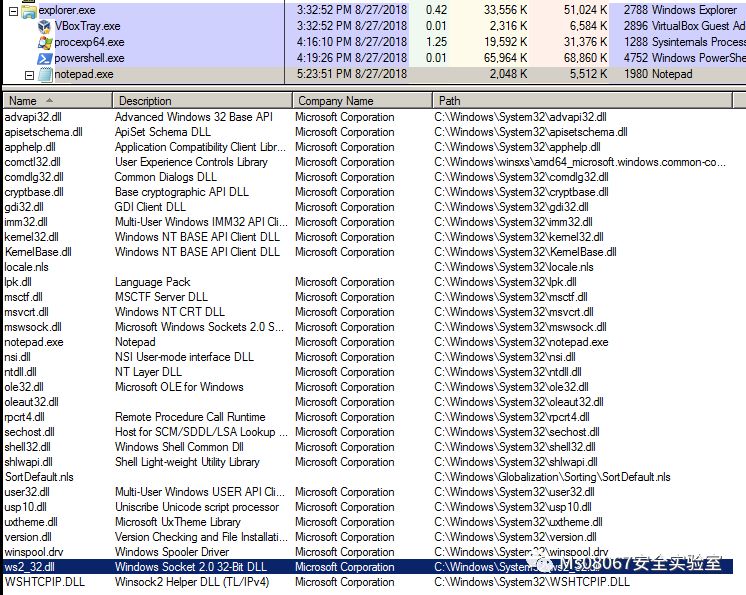 explorer.exe 3:32:52 PM 8/27/2018 0.42 33,556 K 51,024 K 2788 Windows Explorer
VBoxTray.exe 3:32:52 PM 8/27/2018 0.01 2,316 K 6,584 K 2896 VirtualBox Guest Ad
procexp64.exe 4:16:10 PM 8/27/2018 1.25 19,592 K 31,376 K 1288 Sysinternals Process
powershell.exe 4:19:26 PM 8/27/2018 0.01 65,964 K 68,860 K 4752 Windows PowerShe
notepad.exe 5:23:51 PM 8/27/2018 2,048 K 5,512 K 1980 Notepad
Name Description Company Name Path
advapi32.dll Advanced Windows 32 Base API Microsoft Corporation C:\Windows\System32\advapi32.dll
apisetschema.dll ApiSet Schema DLL Microsoft Corporation C:\Windows\System32\apisetschema.dll
apphelp.dll Application Compatibility Client Libr... Microsoft Corporation C:\Windows\System32\apphelp.dll
comctl32.dll User Experience Controls Library Microsoft Corporation C:\Windows\winsxs\amd64_microsoft.windows.common-co...
comdlg32.dll Common Dialogs DLL Microsoft Corporation C:\Windows\System32\comdlg32.dll
cryptbase.dll Base cryptographic API DLL Microsoft Corporation C:\Windows\System32\cryptbase.dll
gdi32.dll GDI Client DLL Microsoft Corporation C:\Windows\System32\gdi32.dll
imm32.dll Multi-User Windows IMM32 API Cli... Microsoft Corporation C:\Windows\System32\imm32.dll
kernel32.dll Windows NT BASE API Client DLL Microsoft Corporation C:\Windows\System32\kernel32.dll
KernelBase.dll Windows NT BASE API Client DLL Microsoft Corporation C:\Windows\System32\KernelBase.dll
locale.nls C:\Windows\System32\locale.nls
lpk.dll Language Pack Microsoft Corporation C:\Windows\System32\lpk.dll
msctf.dll MSCTF Server DLL Microsoft Corporation C:\Windows\System32\msctf.dll
msvcrt.dll Windows NT CRT DLL Microsoft Corporation C:\Windows\System32\msvcrt.dll
mswsock.dll Microsoft Windows Sockets 2.0 S... Microsoft Corporation C:\Windows\System32\mswsock.dll
notepad.exe Notepad Microsoft Corporation C:\Windows\System32\notepad.exe
nsi.dll NSI User-mode interface DLL Microsoft Corporation C:\Windows\System32\nsi.dll
ntdll.dll NT Layer DLL Microsoft Corporation C:\Windows\System32\ntdll.dll
ole32.dll Microsoft OLE for Windows Microsoft Corporation C:\Windows\System32\ole32.dll
oleaut32.dll Microsoft Corporation C:\Windows\System32\oleaut32.dll
rpcrt4.dll Remote Procedure Call Runtime Microsoft Corporation C:\Windows\System32\rpcrt4.dll
sechost.dll Host for SCM/SDDL/LSA Lookup ... Microsoft Corporation C:\Windows\System32\sechost.dll
shell32.dll Windows Shell Common Dll Microsoft Corporation C:\Windows\System32\shell32.dll
shlwapi.dll Shell Light-weight Utility Library Microsoft Corporation C:\Windows\System32\shlwapi.dll
SortDefault.nls C:\Windows\Globalization\Sorting\SortDefault.nls
user32.dll Multi-User Windows USER API Cli... Microsoft Corporation C:\Windows\System32\user32.dll
usp10.dll Uniscribe Unicode script processor Microsoft Corporation C:\Windows\System32\usp10.dll
uxtheme.dll Microsoft UxTheme Library Microsoft Corporation C:\Windows\System32\uxtheme.dll
version.dll Version Checking and File Installati... Microsoft Corporation C:\Windows\System32\version.dll
winspool.drv Windows Spooler Driver Microsoft Corporation C:\Windows\System32\winspool.drv
ws2_32.dll Windows Socket 2.0 32-Bit DLL Microsoft Corporation C:\Windows\System32\ws2_32.dll
Ms08067安全实验室
WSHTCPIP.DLL Winsock2 Helper DLL (TL/IPv4) Microsoft Corporation C:\Windows\System32\WSHTCPIP.DLL